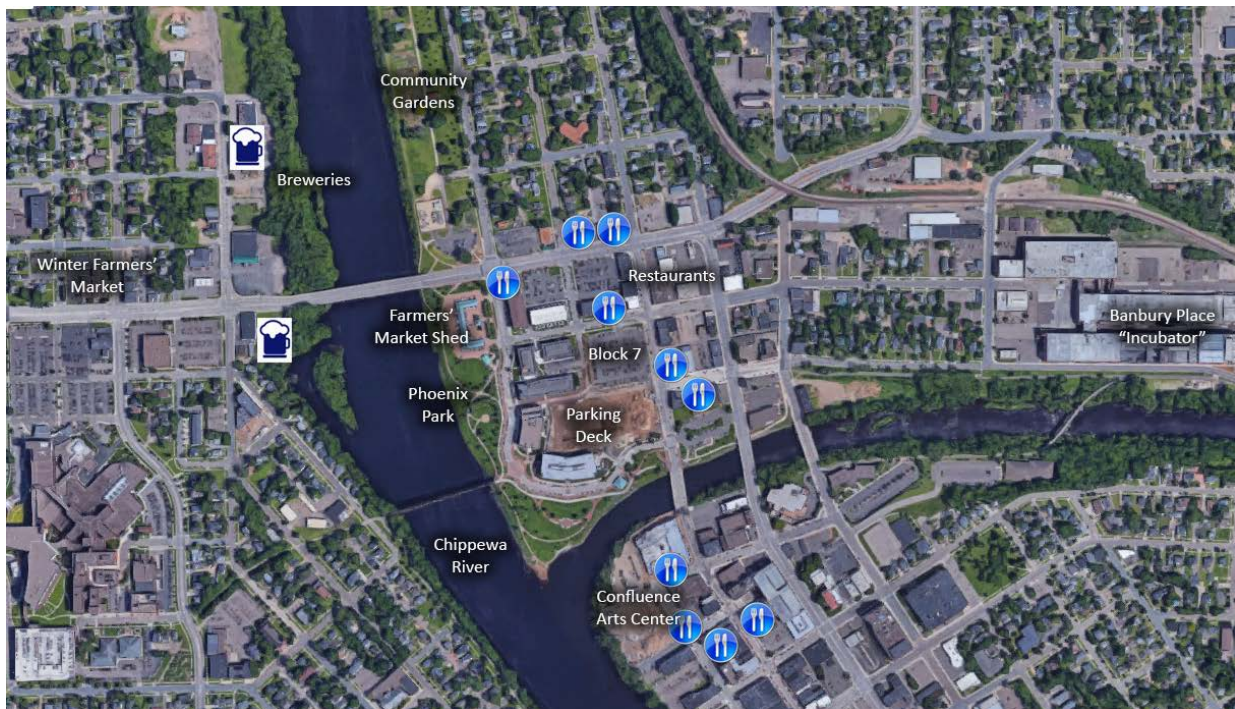 Community
Gardens
Breweries
Winter Farmers'
Market
Restaurants
Farmers'
Market Shed
Banbury Place
"Incubator"
Block 7
Phoenix
Park
Parking
Deck
Chippewa
River
Confluence
Arts Center